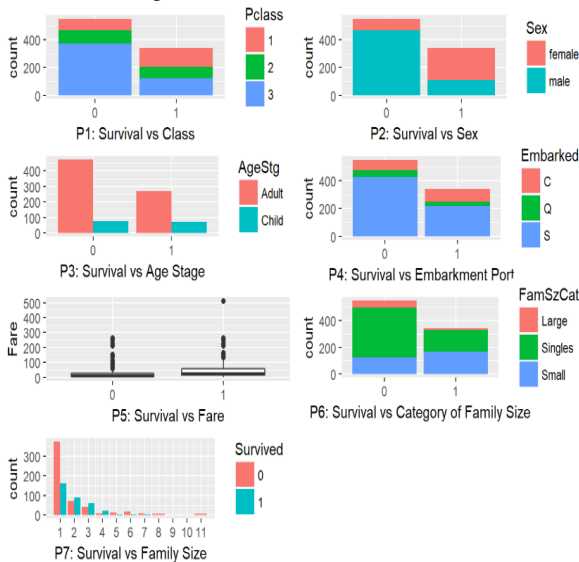 count
400
200
0
0 1
P1: Survival vs Class
Pclass
1
2
3
count
400
200
0
0 1
P2: Survival vs Sex
Sex
female
male
count
400
300
200
100
0
0 1
P3: Survival vs Age Stage
AgeStg
Adult
Child
count
400
200
0
0 1
P4: Survival vs Embarkment Port
Embarked
C
Q
S
Fare
500
400
300
200
100
0
0 1
P5: Survival vs Fare
count
400
200
0
0 1
P6: Survival vs Category of Family Size
FamSzCat
Large
Singles
Small
count
300
200
100
0
1 2 3 4 5 6 7 8 9 10 11
P7: Survival vs Family Size
Survived
0
1